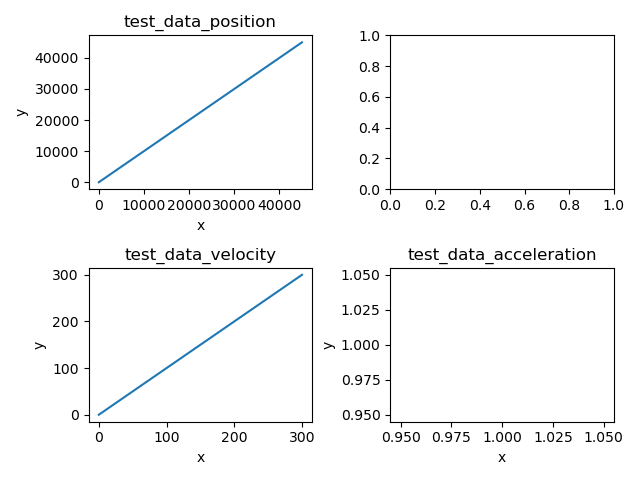 test_data_position
y
40000
30000
20000
10000
0
0 10000 20000 30000 40000
x
1.0
0.8
0.6
0.4
0.2
0.0
0.0 0.2 0.4 0.6 0.8 1.0
test_data_velocity
y
300
200
100
0
0 100 200 300
x
test_data_acceleration
y
1.050
1.025
1.000
0.975
0.950
0.950 0.975 1.000 1.025 1.050
x